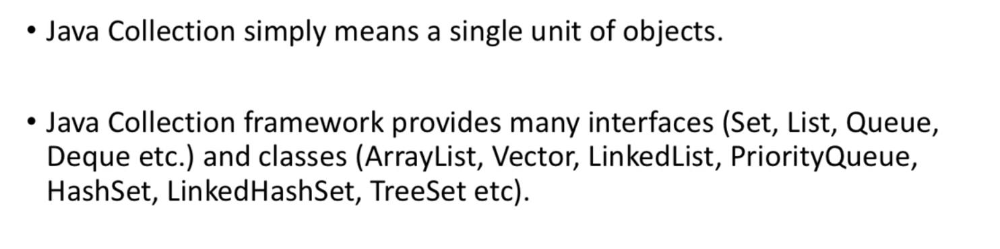 • Java Collection simply means a single unit of objects.
• Java Collection framework provides many interfaces (Set, List, Queue,
Deque etc.) and classes (ArrayList, Vector, LinkedList, PriorityQueue,
HashSet, LinkedHashSet, TreeSet etc).